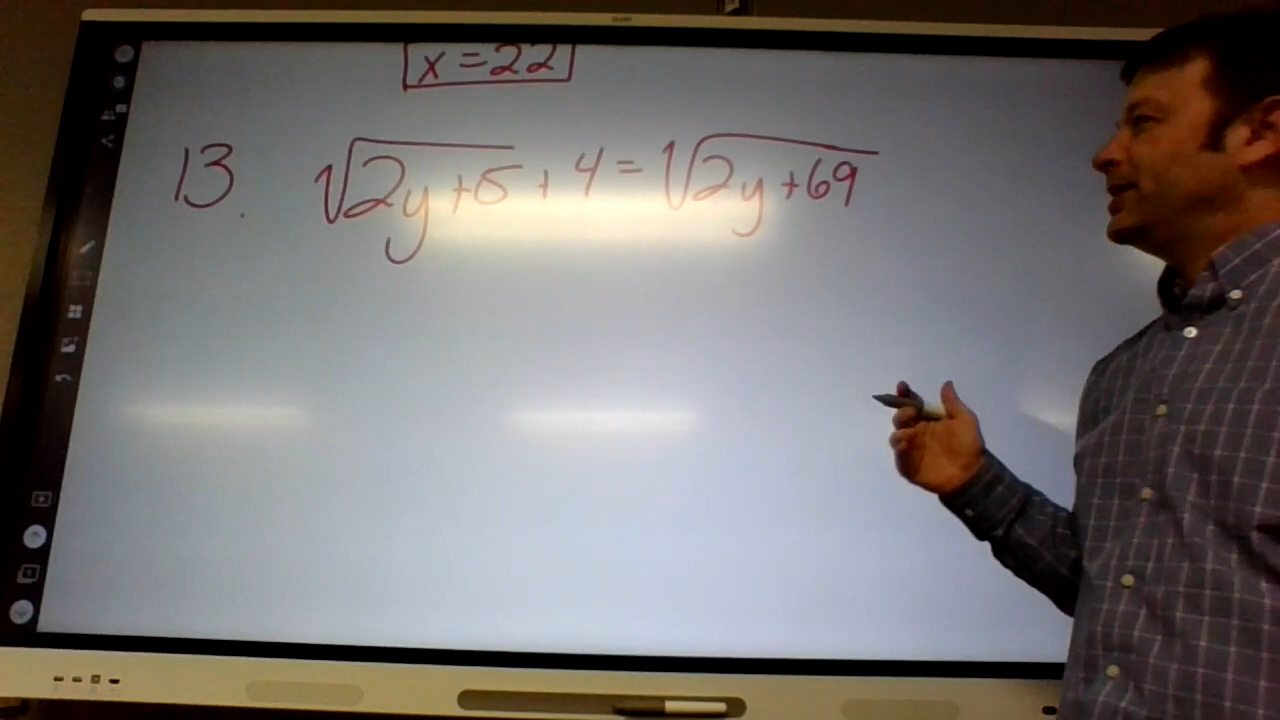 x = 22
13. √2y + 5 + 4 = √2y + 69